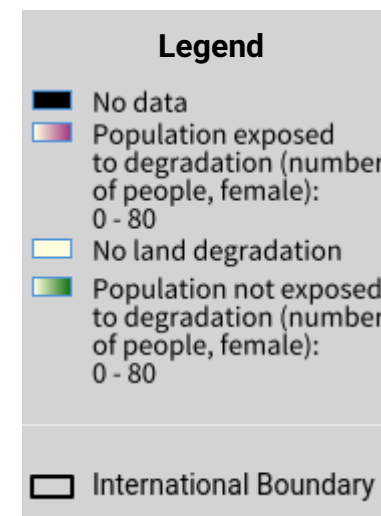 Legend
No data
Population exposed
to degradation (number
of people, female):
0 - 80
No land degradation
Population not exposed
to degradation (number
of people, female):
0 - 80
International Boundary